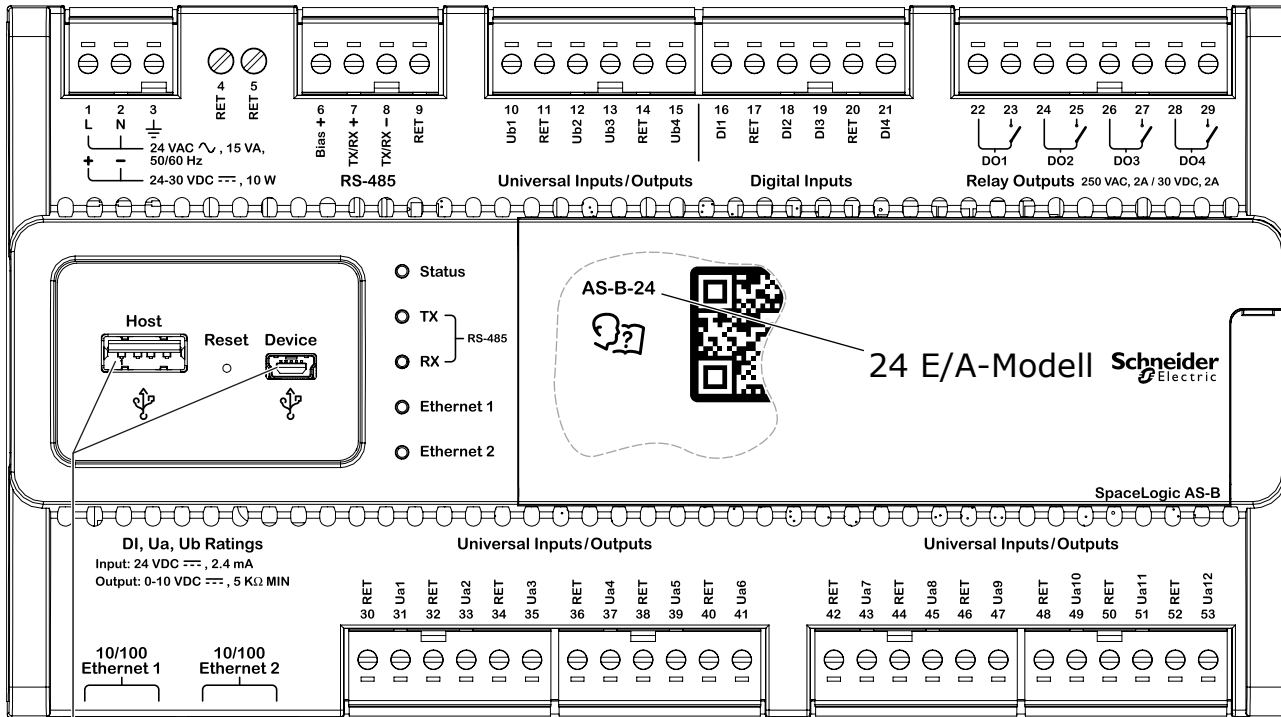 1 2 3 RET 4 RET 5 6 7 8 9 10 11 12 13 14 15 16 17 18 19 20 21 22 23 24 25 26 27 28 29
L N
24 VAC ∿, 15 VA,
50/60 Hz
+ −
24-30 VDC ⎓, 10 W
Bias + TX/RX + TX/RX − RET
Ub1 RET Ub2 Ub3 RET Ub4
DI1 RET DI2 DI3 RET DI4
DO1 DO2 DO3 DO4
RS-485
Universal Inputs/Outputs
Digital Inputs
Relay Outputs 250 VAC, 2A / 30 VDC, 2A
Host
Reset
Device
Status
TX
RS-485
RX
Ethernet 1
Ethernet 2
AS-B-24
?
24 E/A-Modell
Schneider
Electric
SpaceLogic AS-B
DI, Ua, Ub Ratings
Input: 24 VDC ⎓, 2.4 mA
Output: 0-10 VDC ⎓, 5 KΩ MIN
Universal Inputs/Outputs
Universal Inputs/Outputs
RET Ua1 RET Ua2 RET Ua3 RET Ua4 RET Ua5 RET Ua6 RET Ua7 RET Ua8 RET Ua9 RET Ua10 RET Ua11 RET Ua12
30 31 32 33 34 35 36 37 38 39 40 41 42 43 44 45 46 47 48 49 50 51 52 53
10/100
Ethernet 1
10/100
Ethernet 2